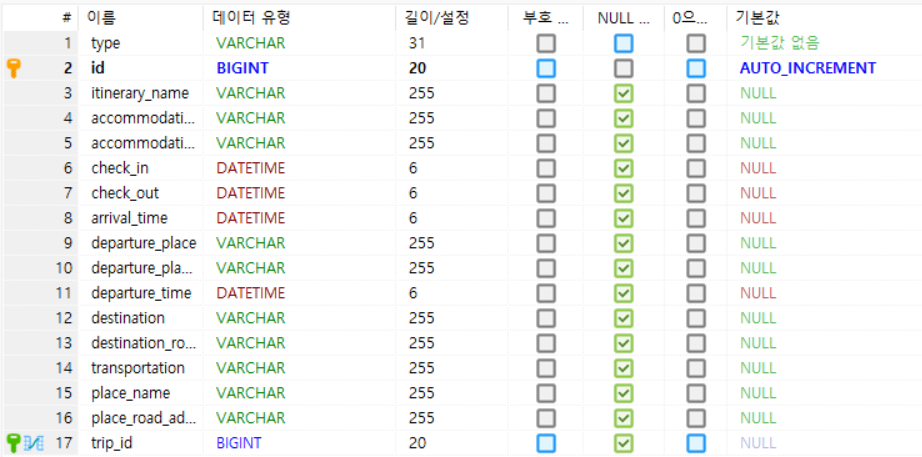 # 이름 데이터 유형 길이/설정 부호 ... NULL ... 0으... 기본값
1 type VARCHAR 31 기본값 없음
2 id BIGINT 20 AUTO_INCREMENT
3 itinerary_name VARCHAR 255 NULL
4 accommodati... VARCHAR 255 NULL
5 accommodati... VARCHAR 255 NULL
6 check_in DATETIME 6 NULL
7 check_out DATETIME 6 NULL
8 arrival_time DATETIME 6 NULL
9 departure_place VARCHAR 255 NULL
10 departure_pla... VARCHAR 255 NULL
11 departure_time DATETIME 6 NULL
12 destination VARCHAR 255 NULL
13 destination_ro... VARCHAR 255 NULL
14 transportation VARCHAR 255 NULL
15 place_name VARCHAR 255 NULL
16 place_road_ad... VARCHAR 255 NULL
17 trip_id BIGINT 20 NULL